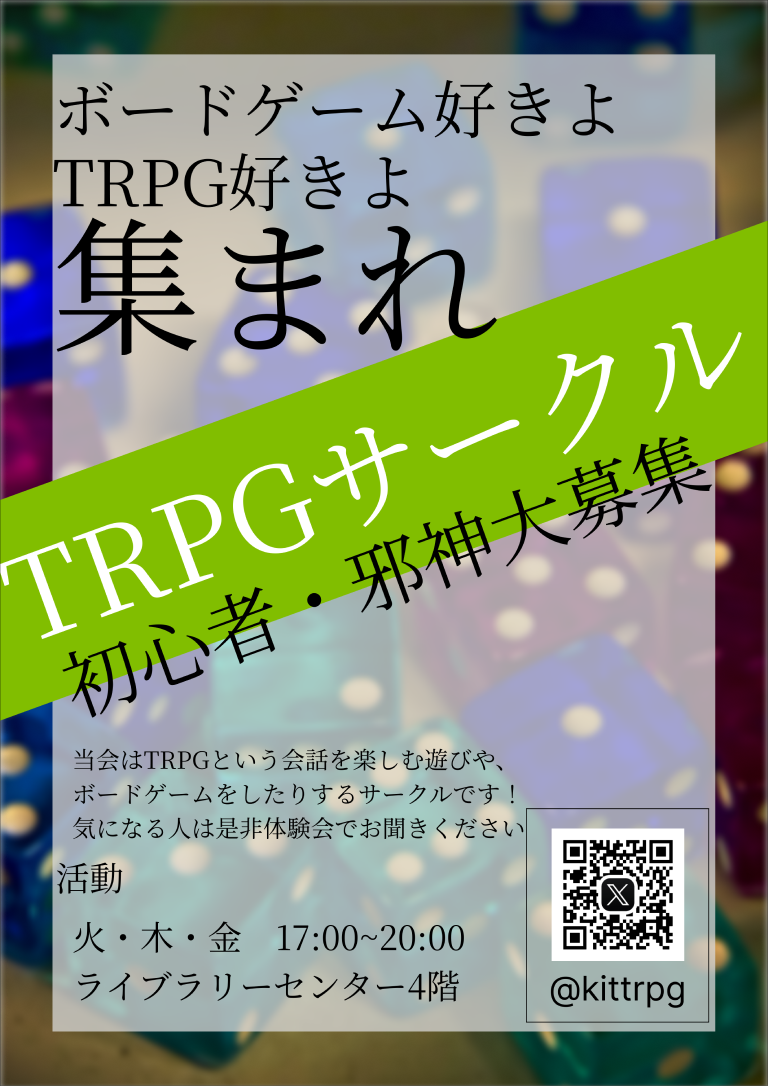 ボードゲーム好きよ
TRPG好きよ
集まれ
TRPGサークル
初心者・邪神大募集
当会はTRPGという会話を楽しむ遊びや、
ボードゲームをしたりするサークルです！
気になる人は是非体験会でお聞きください
活動
火・木・金　17:00~20:00
ライブラリーセンター4階
@kittrpg